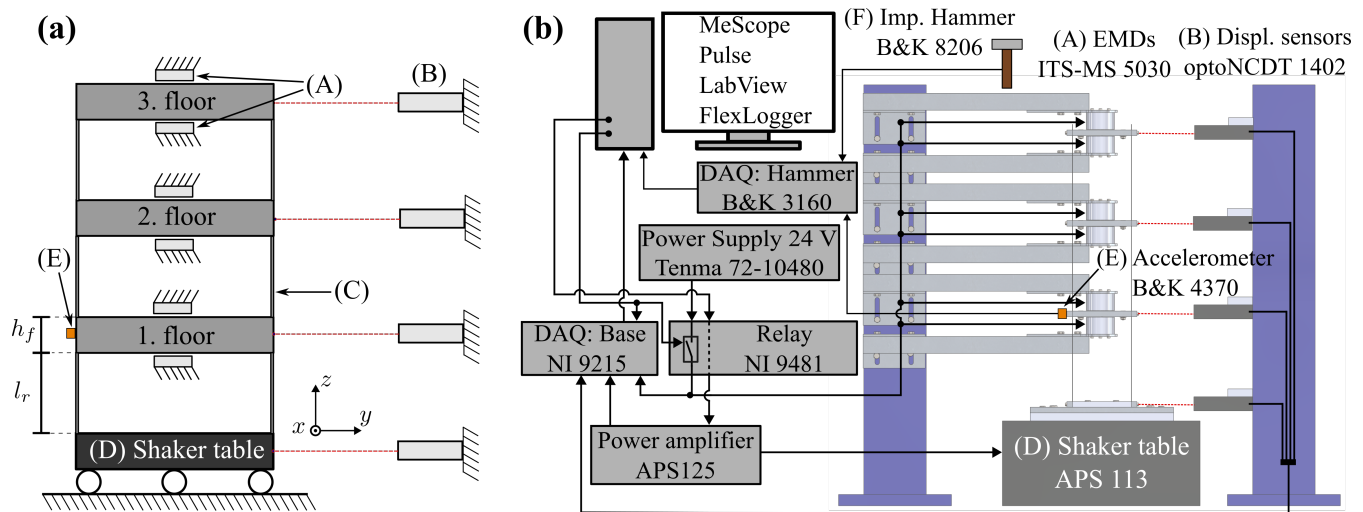 (a)
(A)
(B)
3. floor
2. floor
(E)
(C)
h_f
1. floor
l_r
z
x
y
(D) Shaker table
(b)
MeScope
Pulse
LabView
FlexLogger
(F) Imp. Hammer
B&K 8206
(A) EMDs
ITS-MS 5030
(B) Displ. sensors
optoNCDT 1402
DAQ: Hammer
B&K 3160
Power Supply 24 V
Tenma 72-10480
(E) Accelerometer
B&K 4370
DAQ: Base
NI 9215
Relay
NI 9481
Power amplifier
APS125
(D) Shaker table
APS 113